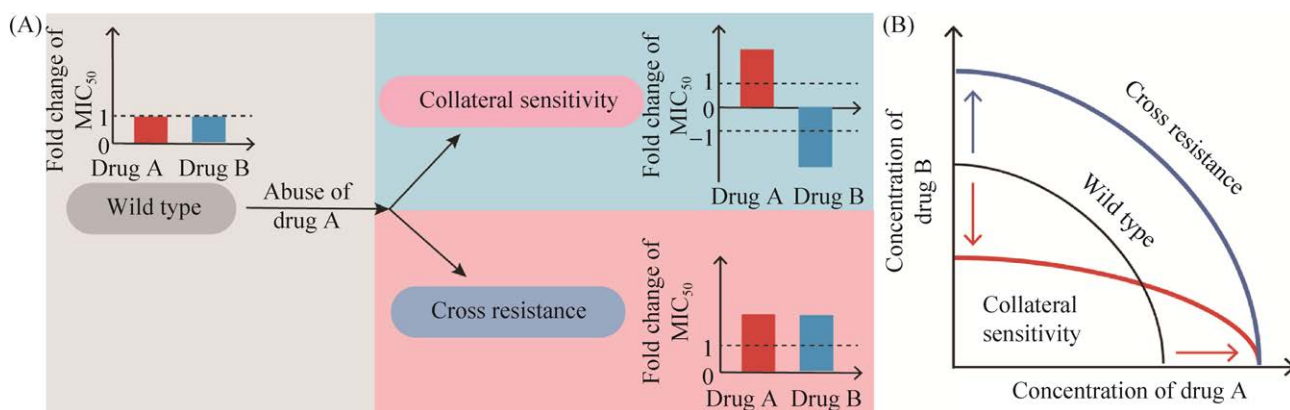 (A)
Fold change of
MIC₅₀
1
0
Drug A Drug B
Wild type
Abuse of
drug A
Collateral sensitivity
Fold change of
MIC₅₀
1
0
−1
Drug A Drug B
Cross resistance
Fold change of
MIC₅₀
1
0
Drug A Drug B
(B)
Concentration of
drug B
Cross resistance
Wild type
Collateral
sensitivity
Concentration of drug A